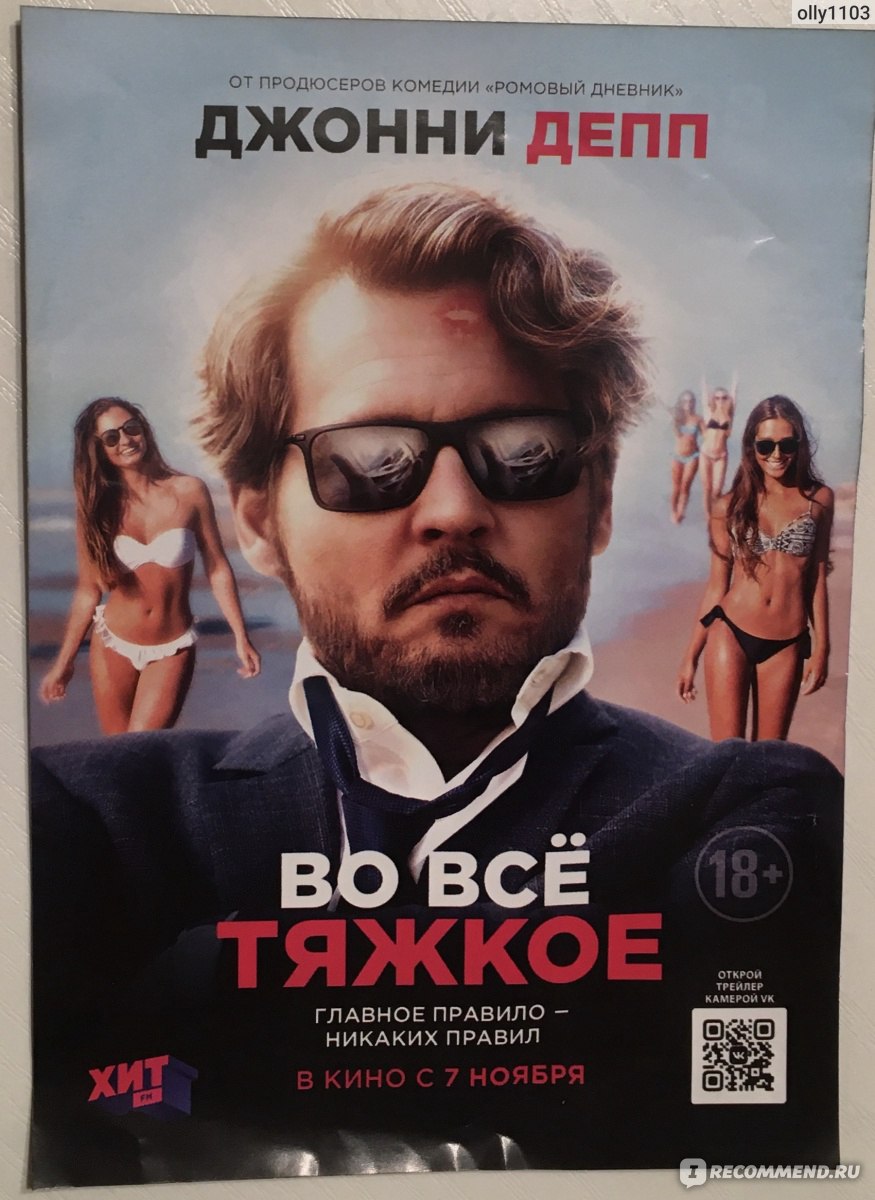 olly1103
ОТ ПРОДЮСЕРОВ КОМЕДИИ «РОМОВЫЙ ДНЕВНИК»
ДЖОННИ ДЕПП
ВО ВСЁ
ТЯЖКОЕ
18+
ГЛАВНОЕ ПРАВИЛО –
НИКАКИХ ПРАВИЛ
В КИНО С 7 НОЯБРЯ
ОТКРОЙ
ТРЕЙЛЕР
КАМЕРОЙ VK
ХИТ
FM
IRECOMMEND.RU